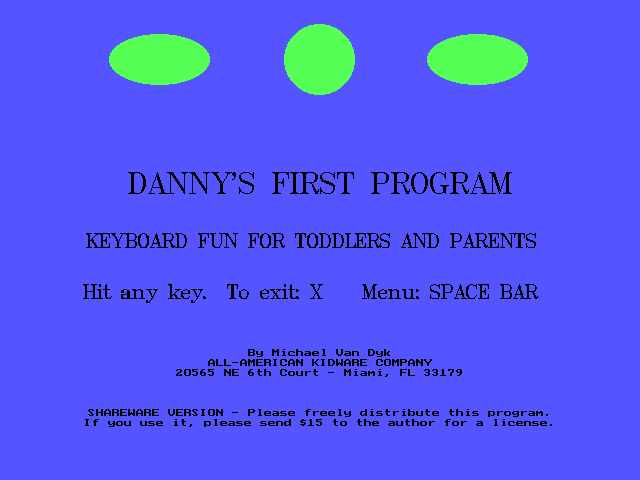 DANNY'S FIRST PROGRAM
KEYBOARD FUN FOR TODDLERS AND PARENTS
Hit any key. To exit: X Menu: SPACE BAR
By Michael Van Dyk
ALL-AMERICAN KIDWARE COMPANY
20565 NE 6th Court - Miami, FL 33179
SHAREWARE VERSION - Please freely distribute this program.
If you use it, please send $15 to the author for a license.